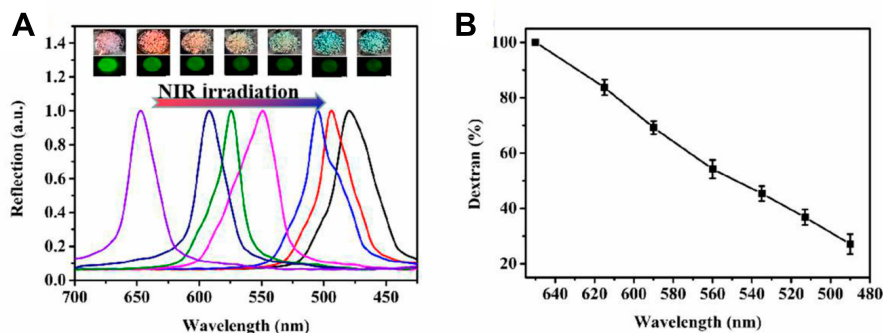 A
B
1.4
1.2
1.0
0.8
0.6
0.4
0.2
0.0
Reflection (a.u.)
NIR irradiation
700
600
550
500
450
Wavelength (nm)
100
80
60
40
20
Dextran (%)
640 620 600 580 560 540 520 500 480
Wavelength (nm)